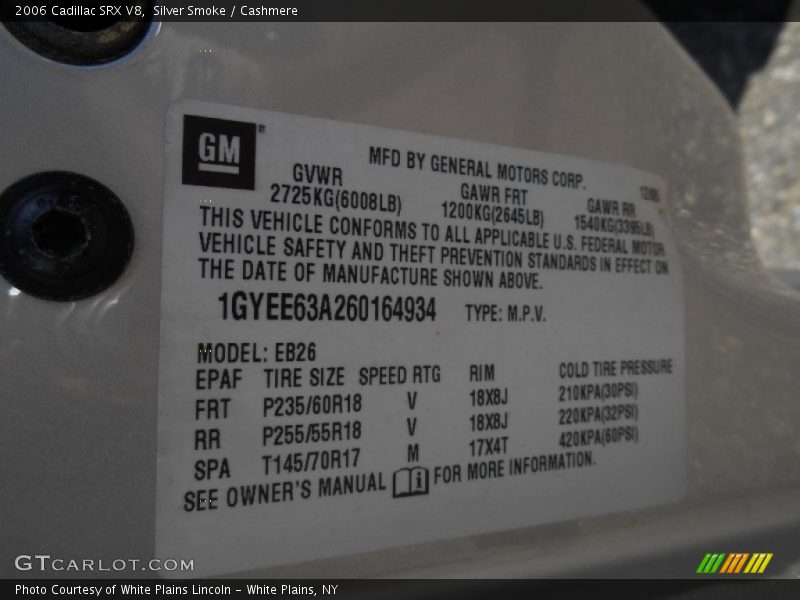 2006 Cadillac SRX V8, Silver Smoke / Cashmere
GM®
MFD BY GENERAL MOTORS CORP. 12/05
GVWR GAWR FRT GAWR RR
2725KG(6008LB) 1200KG(2645LB) 1540KG(3395LB)
THIS VEHICLE CONFORMS TO ALL APPLICABLE U.S. FEDERAL MOTOR
VEHICLE SAFETY AND THEFT PREVENTION STANDARDS IN EFFECT ON
THE DATE OF MANUFACTURE SHOWN ABOVE.
1GYEE63A260164934 TYPE: M.P.V.
MODEL: EB26
EPAF TIRE SIZE SPEED RTG RIM COLD TIRE PRESSURE
FRT P235/60R18 V 18X8J 210KPA(30PSI)
RR P255/55R18 V 18X8J 220KPA(32PSI)
SPA T145/70R17 M 17X4T 420KPA(60PSI)
SEE OWNER'S MANUAL FOR MORE INFORMATION.
GTCARLOT.COM
Photo Courtesy of White Plains Lincoln - White Plains, NY